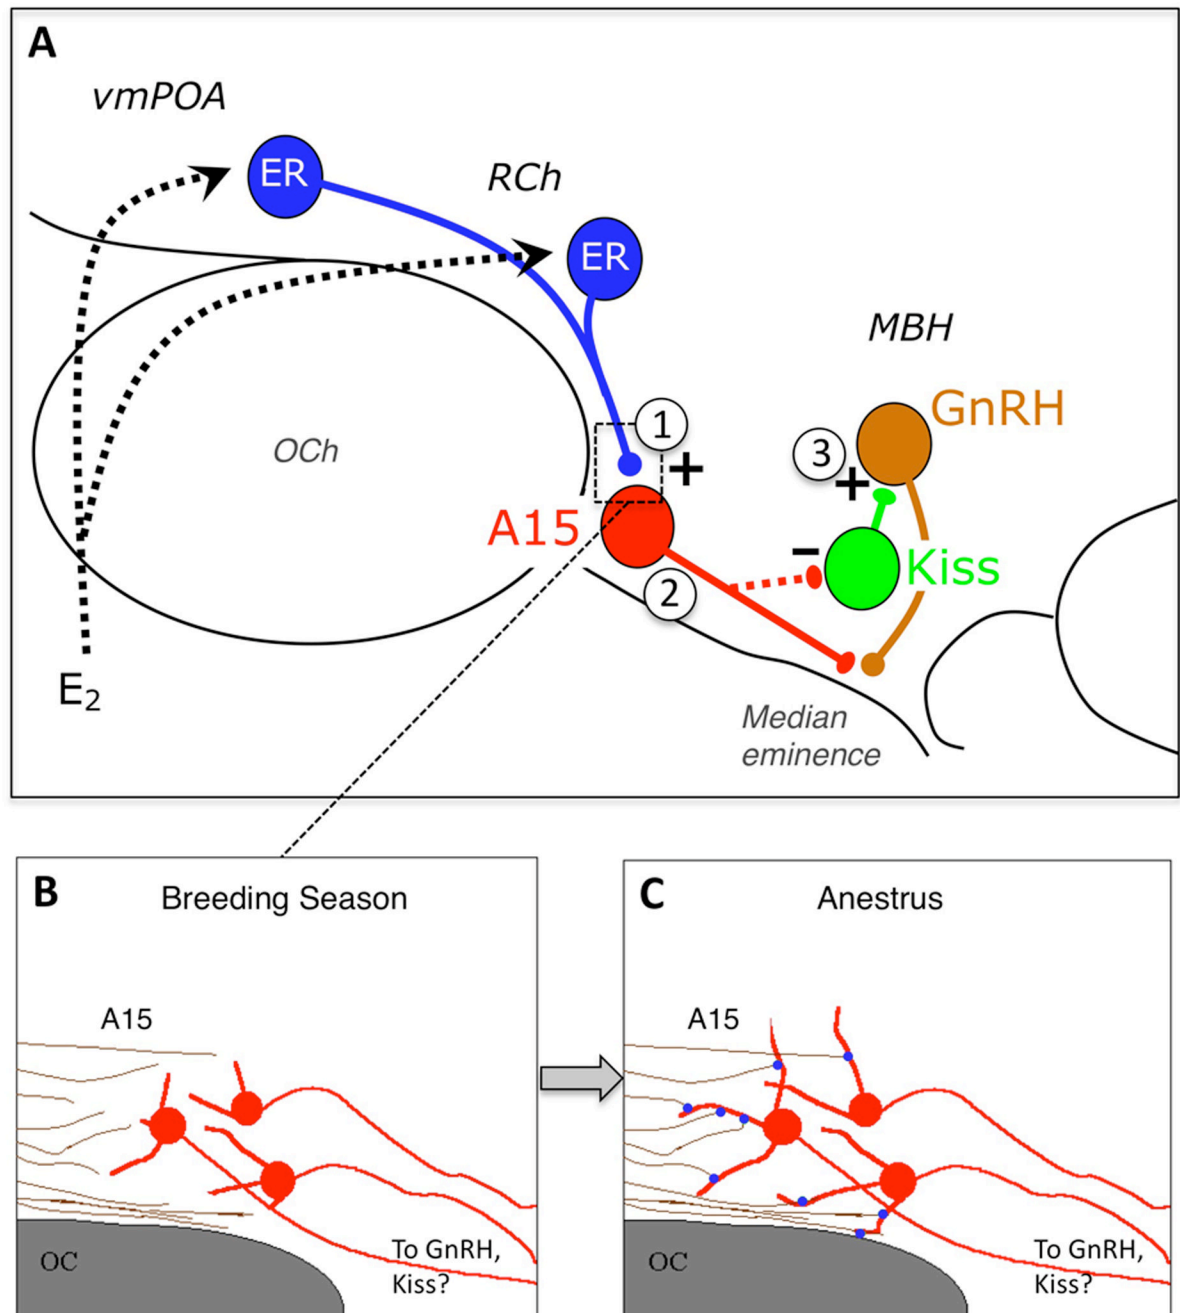 A
vmPOA
ER
RCh
ER
MBH
GnRH
OCh
1
+
3
+
A15
−
Kiss
2
E2
Median
eminence
B
Breeding Season
A15
OC
To GnRH,
Kiss?
C
Anestrus
A15
OC
To GnRH,
Kiss?